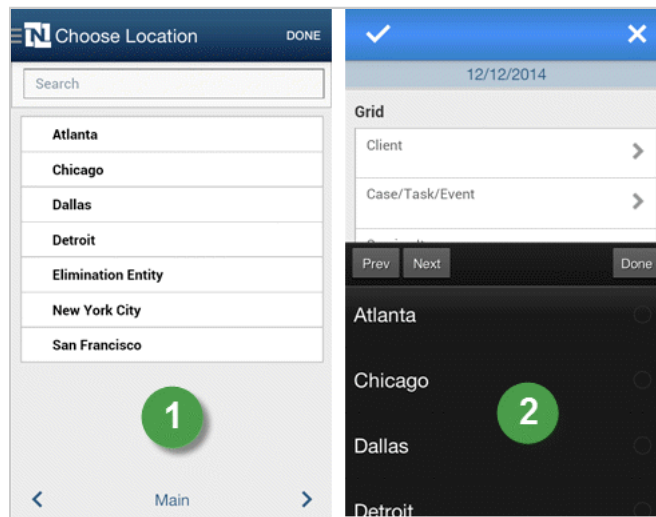 N Choose Location DONE
Search
Atlanta
Chicago
Dallas
Detroit
Elimination Entity
New York City
San Francisco
1
Main
12/12/2014
Grid
Client
Case/Task/Event
Prev Next Done
Atlanta
Chicago
2
Dallas
Detroit